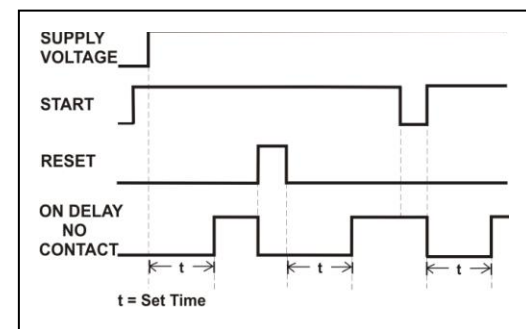 SUPPLY
VOLTAGE
START
RESET
ON DELAY
NO
CONTACT
t t t
t = Set Time